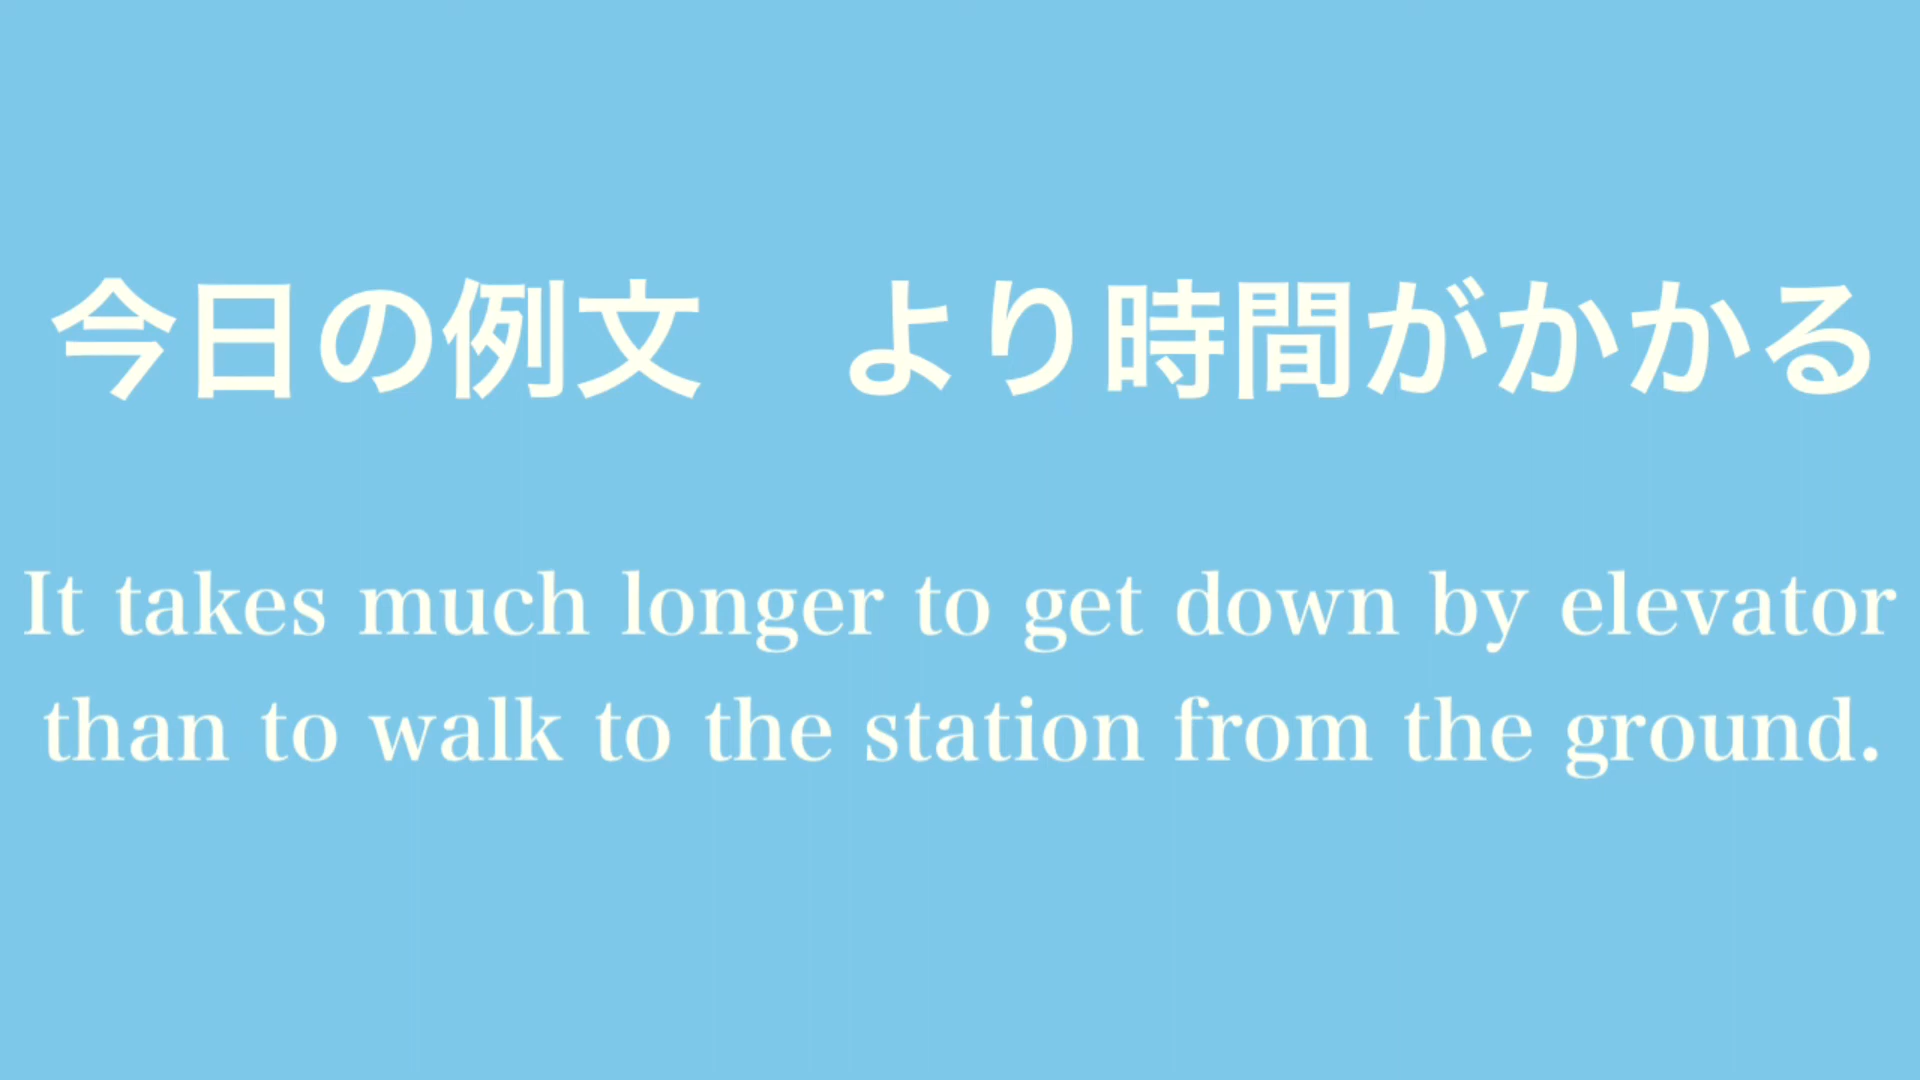 今日の例文　より時間がかかる
It takes much longer to get down by elevator
than to walk to the station from the ground.